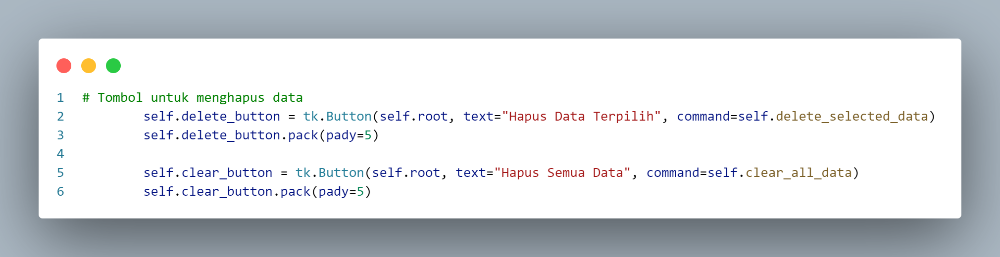 1 # Tombol untuk menghapus data
2         self.delete_button = tk.Button(self.root, text="Hapus Data Terpilih", command=self.delete_selected_data)
3         self.delete_button.pack(pady=5)
4
5         self.clear_button = tk.Button(self.root, text="Hapus Semua Data", command=self.clear_all_data)
6         self.clear_button.pack(pady=5)